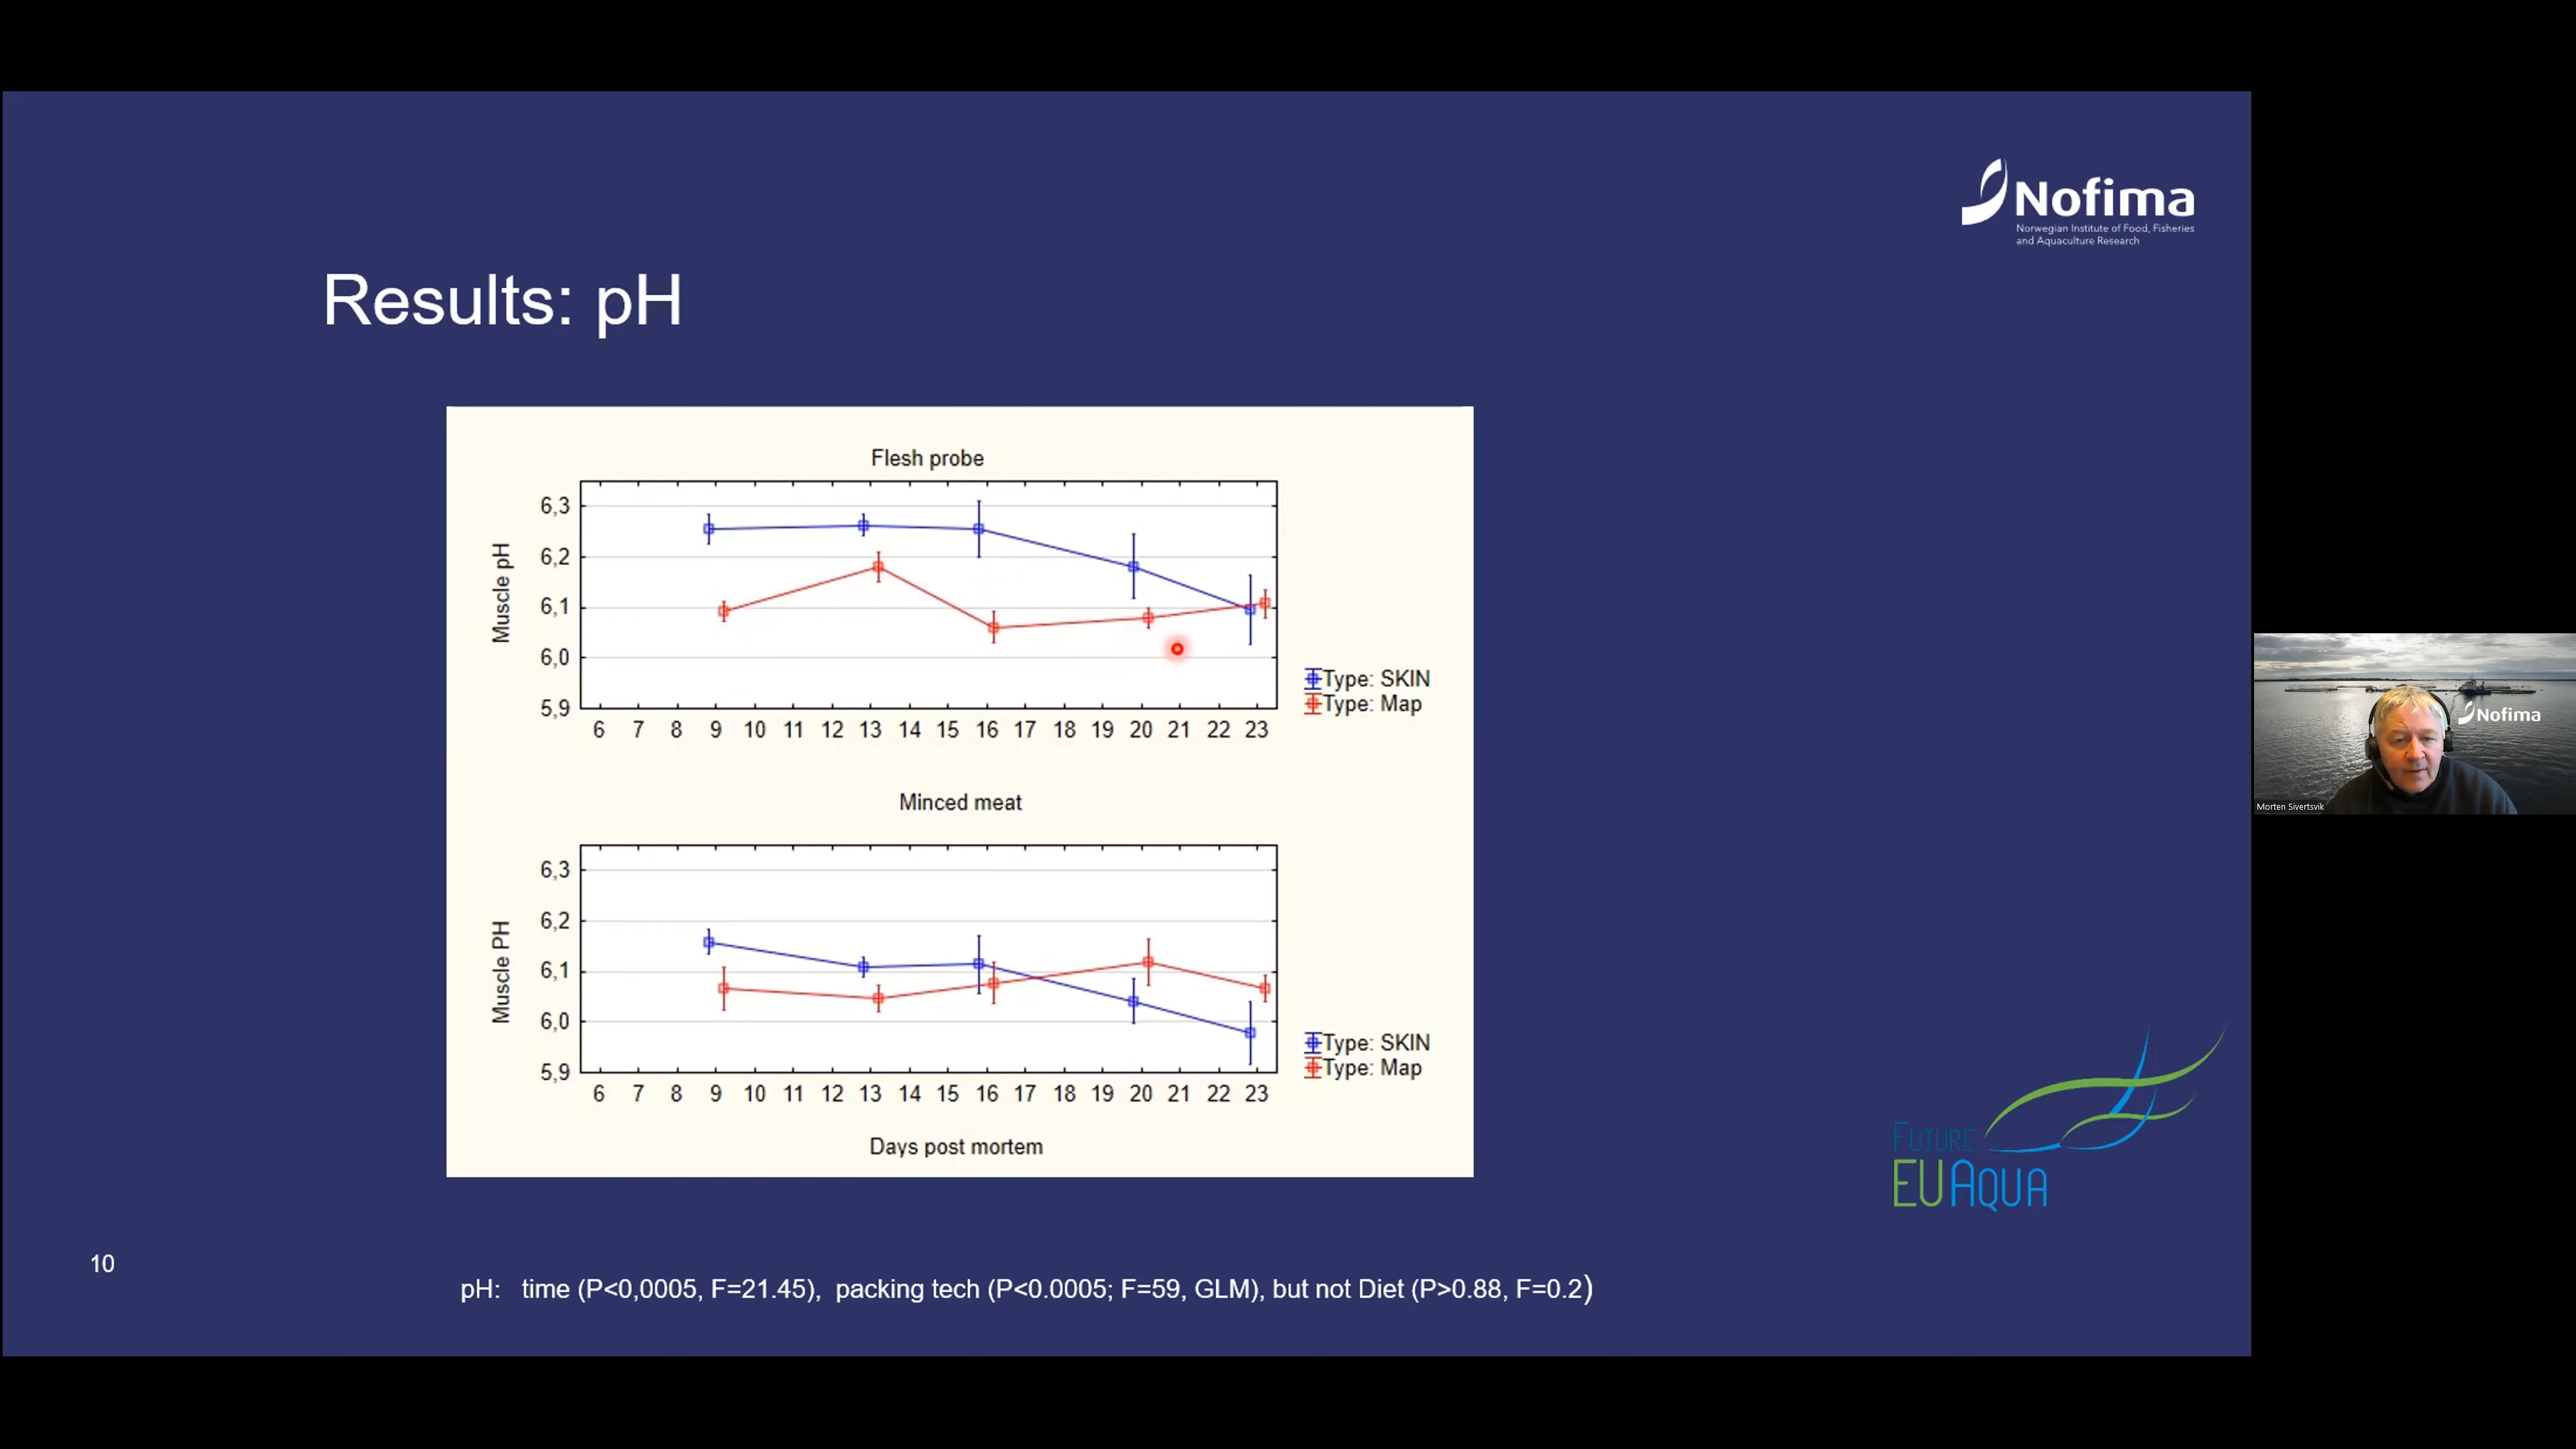 Nofima
Norwegian Institute of Food, Fisheries
and Aquaculture Research
Results: pH
Flesh probe
Muscle pH
6,3
6,2
6,1
6,0
5,9
6 7 8 9 10 11 12 13 14 15 16 17 18 19 20 21 22 23
Type: SKIN
Type: Map
Minced meat
Muscle PH
6,3
6,2
6,1
6,0
5,9
6 7 8 9 10 11 12 13 14 15 16 17 18 19 20 21 22 23
Type: SKIN
Type: Map
Days post mortem
Nofima
Morten Sivertsvik
FUTURE
EUAQUA
10
pH: time (P<0,0005, F=21.45), packing tech (P<0.0005; F=59, GLM), but not Diet (P>0.88, F=0.2)